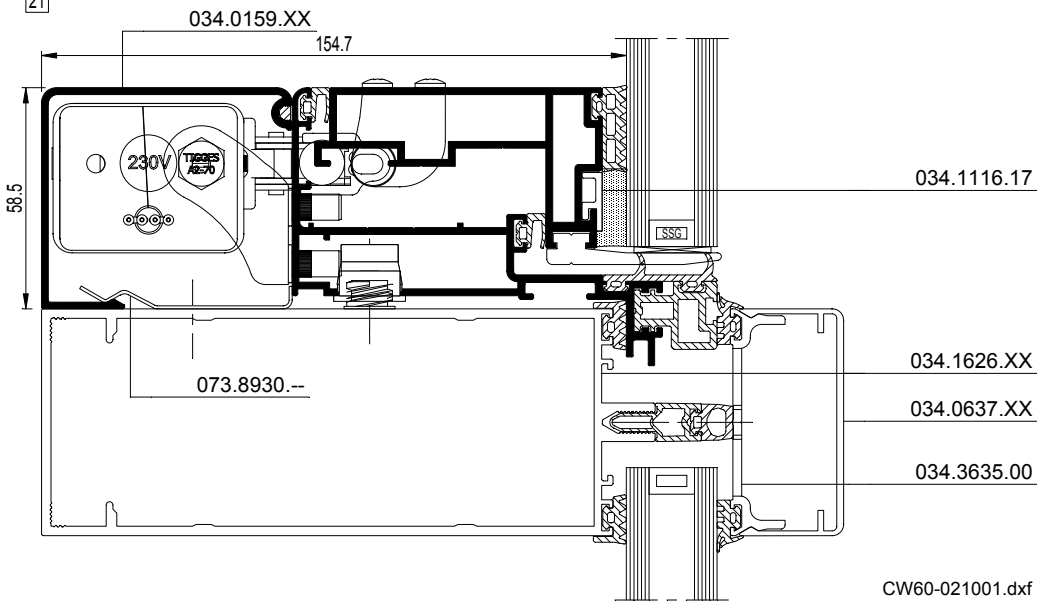 21
034.0159.XX
154.7
58.5
230V
TIGGES
A2-70
034.1116.17
SSG
034.1626.XX
073.8930.--
034.0637.XX
034.3635.00
CW60-021001.dxf